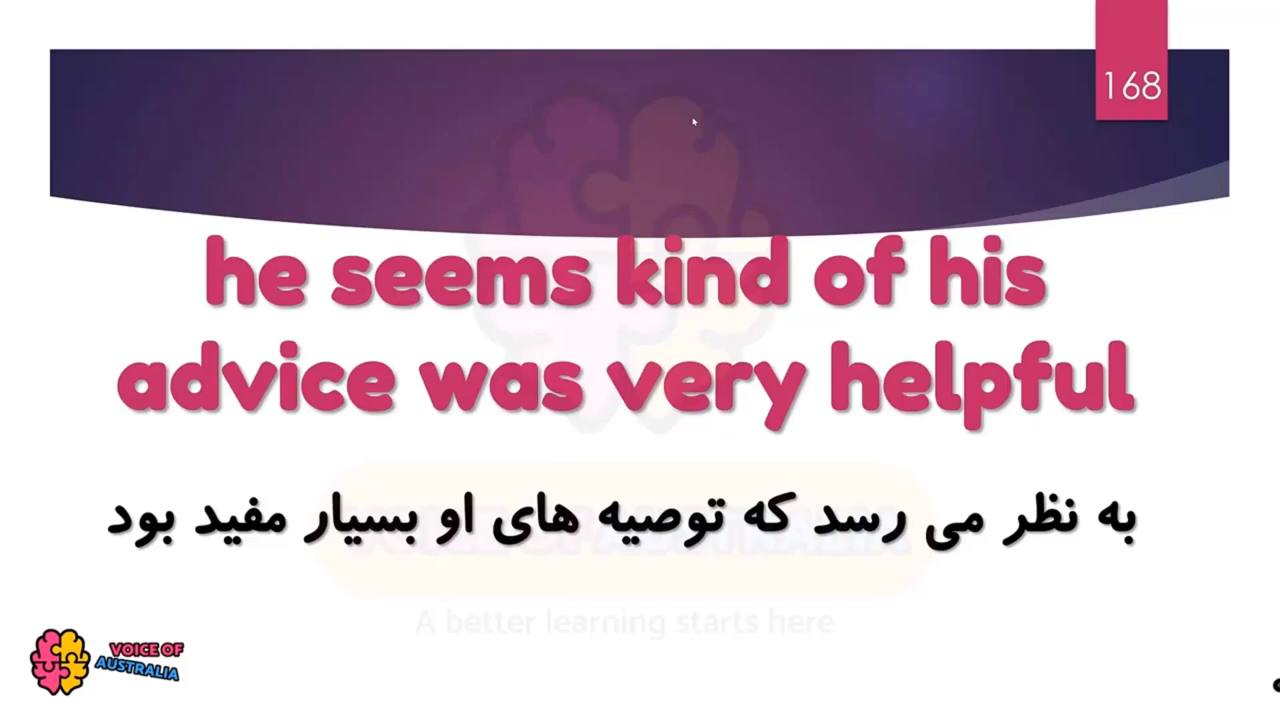 168
he seems kind of his
advice was very helpful
به نظر می رسد که توصیه های او بسیار مفید بود
A better learning starts here
VOICE OF
AUSTRALIA